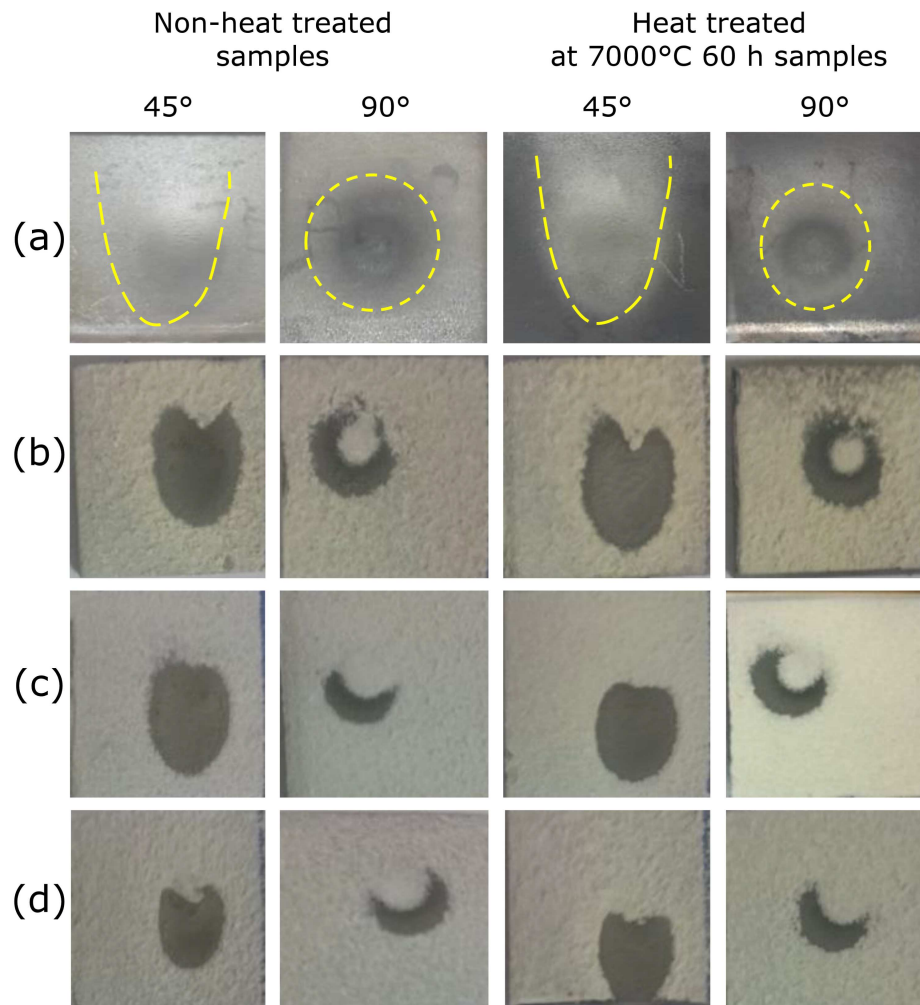 Non-heat treated
samples
Heat treated
at 7000°C 60 h samples
45°
90°
45°
90°
(a)
(b)
(c)
(d)